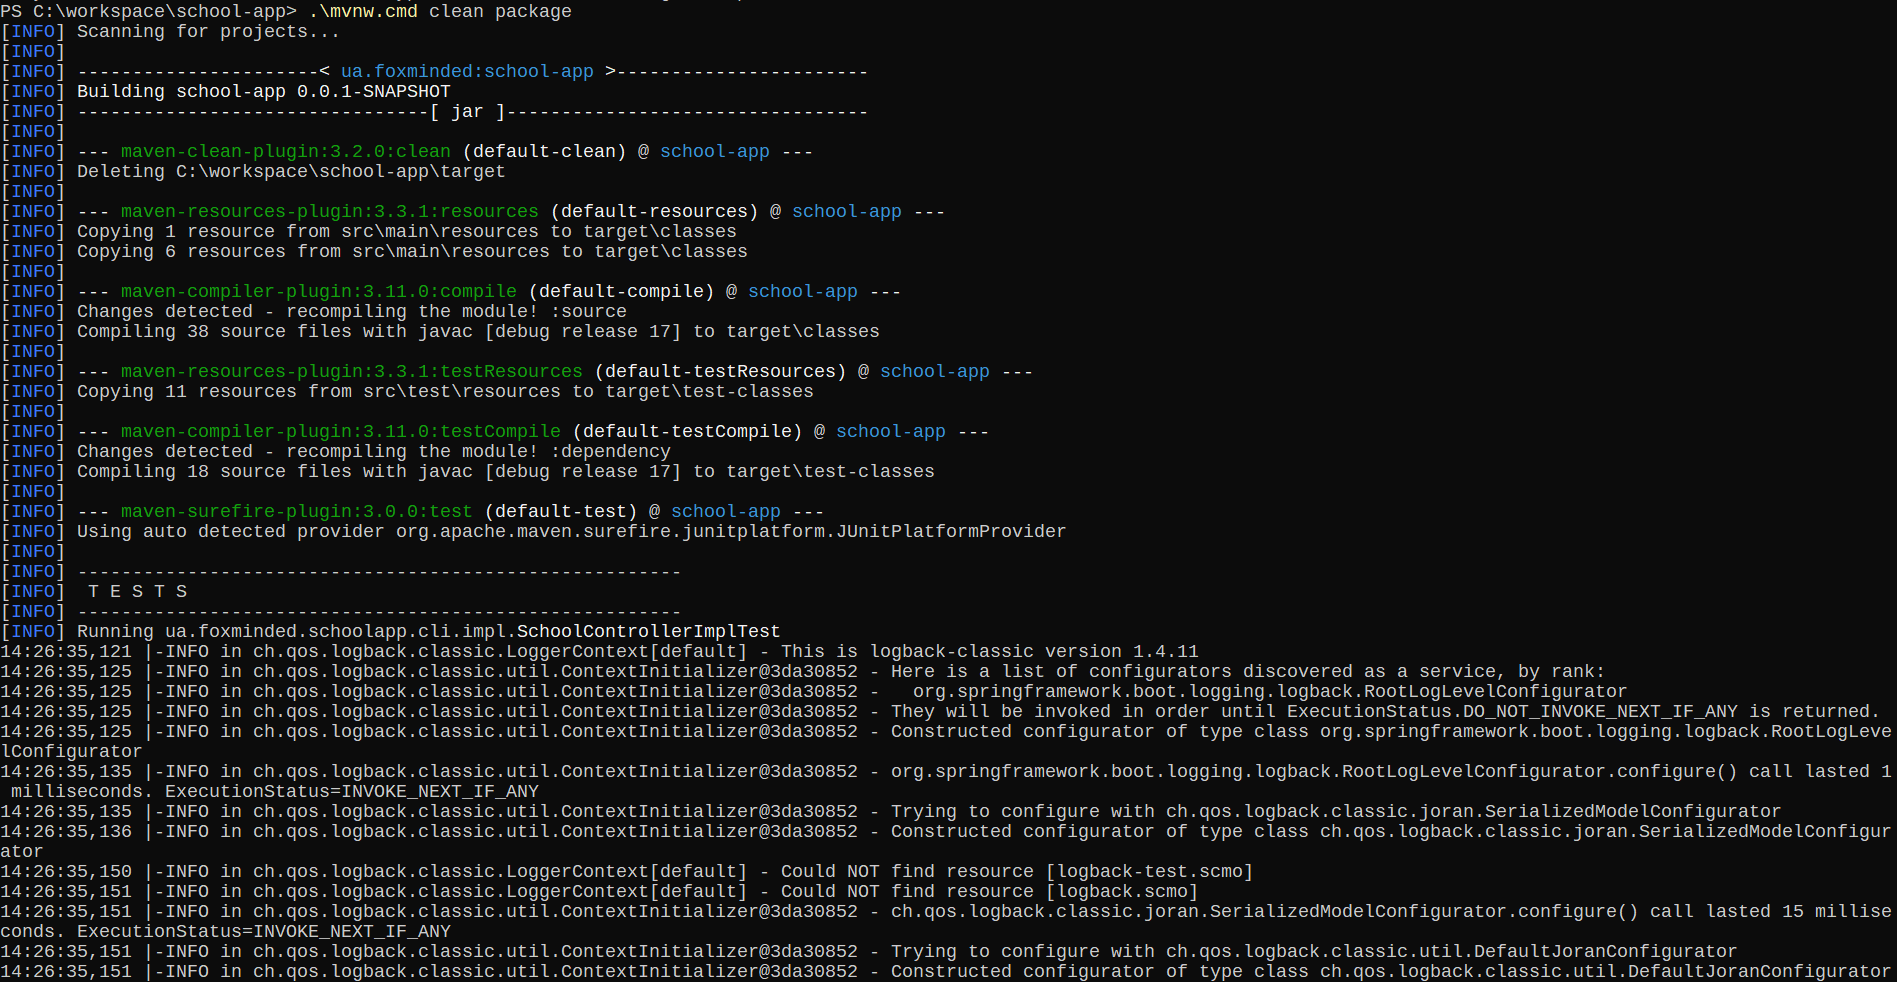 PS C:\workspace\school-app> .\mvnw.cmd clean package
[INFO] Scanning for projects...
[INFO]
[INFO] ----------------------< ua.foxminded:school-app >-----------------------
[INFO] Building school-app 0.0.1-SNAPSHOT
[INFO] --------------------------------[ jar ]---------------------------------
[INFO]
[INFO] --- maven-clean-plugin:3.2.0:clean (default-clean) @ school-app ---
[INFO] Deleting C:\workspace\school-app\target
[INFO]
[INFO] --- maven-resources-plugin:3.3.1:resources (default-resources) @ school-app ---
[INFO] Copying 1 resource from src\main\resources to target\classes
[INFO] Copying 6 resources from src\main\resources to target\classes
[INFO]
[INFO] --- maven-compiler-plugin:3.11.0:compile (default-compile) @ school-app ---
[INFO] Changes detected - recompiling the module! :source
[INFO] Compiling 38 source files with javac [debug release 17] to target\classes
[INFO]
[INFO] --- maven-resources-plugin:3.3.1:testResources (default-testResources) @ school-app ---
[INFO] Copying 11 resources from src\test\resources to target\test-classes
[INFO]
[INFO] --- maven-compiler-plugin:3.11.0:testCompile (default-testCompile) @ school-app ---
[INFO] Changes detected - recompiling the module! :dependency
[INFO] Compiling 18 source files with javac [debug release 17] to target\test-classes
[INFO]
[INFO] --- maven-surefire-plugin:3.0.0:test (default-test) @ school-app ---
[INFO] Using auto detected provider org.apache.maven.surefire.junitplatform.JUnitPlatformProvider
[INFO]
[INFO] -------------------------------------------------------
[INFO]  T E S T S
[INFO] -------------------------------------------------------
[INFO] Running ua.foxminded.schoolapp.cli.impl.SchoolControllerImplTest
14:26:35,121 |-INFO in ch.qos.logback.classic.LoggerContext[default] - This is logback-classic version 1.4.11
14:26:35,125 |-INFO in ch.qos.logback.classic.util.ContextInitializer@3da30852 - Here is a list of configurators discovered as a service, by rank:
14:26:35,125 |-INFO in ch.qos.logback.classic.util.ContextInitializer@3da30852 -   org.springframework.boot.logging.logback.RootLogLevelConfigurator
14:26:35,125 |-INFO in ch.qos.logback.classic.util.ContextInitializer@3da30852 - They will be invoked in order until ExecutionStatus.DO_NOT_INVOKE_NEXT_IF_ANY is returned.
14:26:35,125 |-INFO in ch.qos.logback.classic.util.ContextInitializer@3da30852 - Constructed configurator of type class org.springframework.boot.logging.logback.RootLogLeve
lConfigurator
14:26:35,135 |-INFO in ch.qos.logback.classic.util.ContextInitializer@3da30852 - org.springframework.boot.logging.logback.RootLogLevelConfigurator.configure() call lasted 1
 milliseconds. ExecutionStatus=INVOKE_NEXT_IF_ANY
14:26:35,135 |-INFO in ch.qos.logback.classic.util.ContextInitializer@3da30852 - Trying to configure with ch.qos.logback.classic.joran.SerializedModelConfigurator
14:26:35,136 |-INFO in ch.qos.logback.classic.util.ContextInitializer@3da30852 - Constructed configurator of type class ch.qos.logback.classic.joran.SerializedModelConfigur
ator
14:26:35,150 |-INFO in ch.qos.logback.classic.LoggerContext[default] - Could NOT find resource [logback-test.scmo]
14:26:35,151 |-INFO in ch.qos.logback.classic.LoggerContext[default] - Could NOT find resource [logback.scmo]
14:26:35,151 |-INFO in ch.qos.logback.classic.util.ContextInitializer@3da30852 - ch.qos.logback.classic.joran.SerializedModelConfigurator.configure() call lasted 15 millise
conds. ExecutionStatus=INVOKE_NEXT_IF_ANY
14:26:35,151 |-INFO in ch.qos.logback.classic.util.ContextInitializer@3da30852 - Trying to configure with ch.qos.logback.classic.util.DefaultJoranConfigurator
14:26:35,151 |-INFO in ch.qos.logback.classic.util.ContextInitializer@3da30852 - Constructed configurator of type class ch.qos.logback.classic.util.DefaultJoranConfigurator